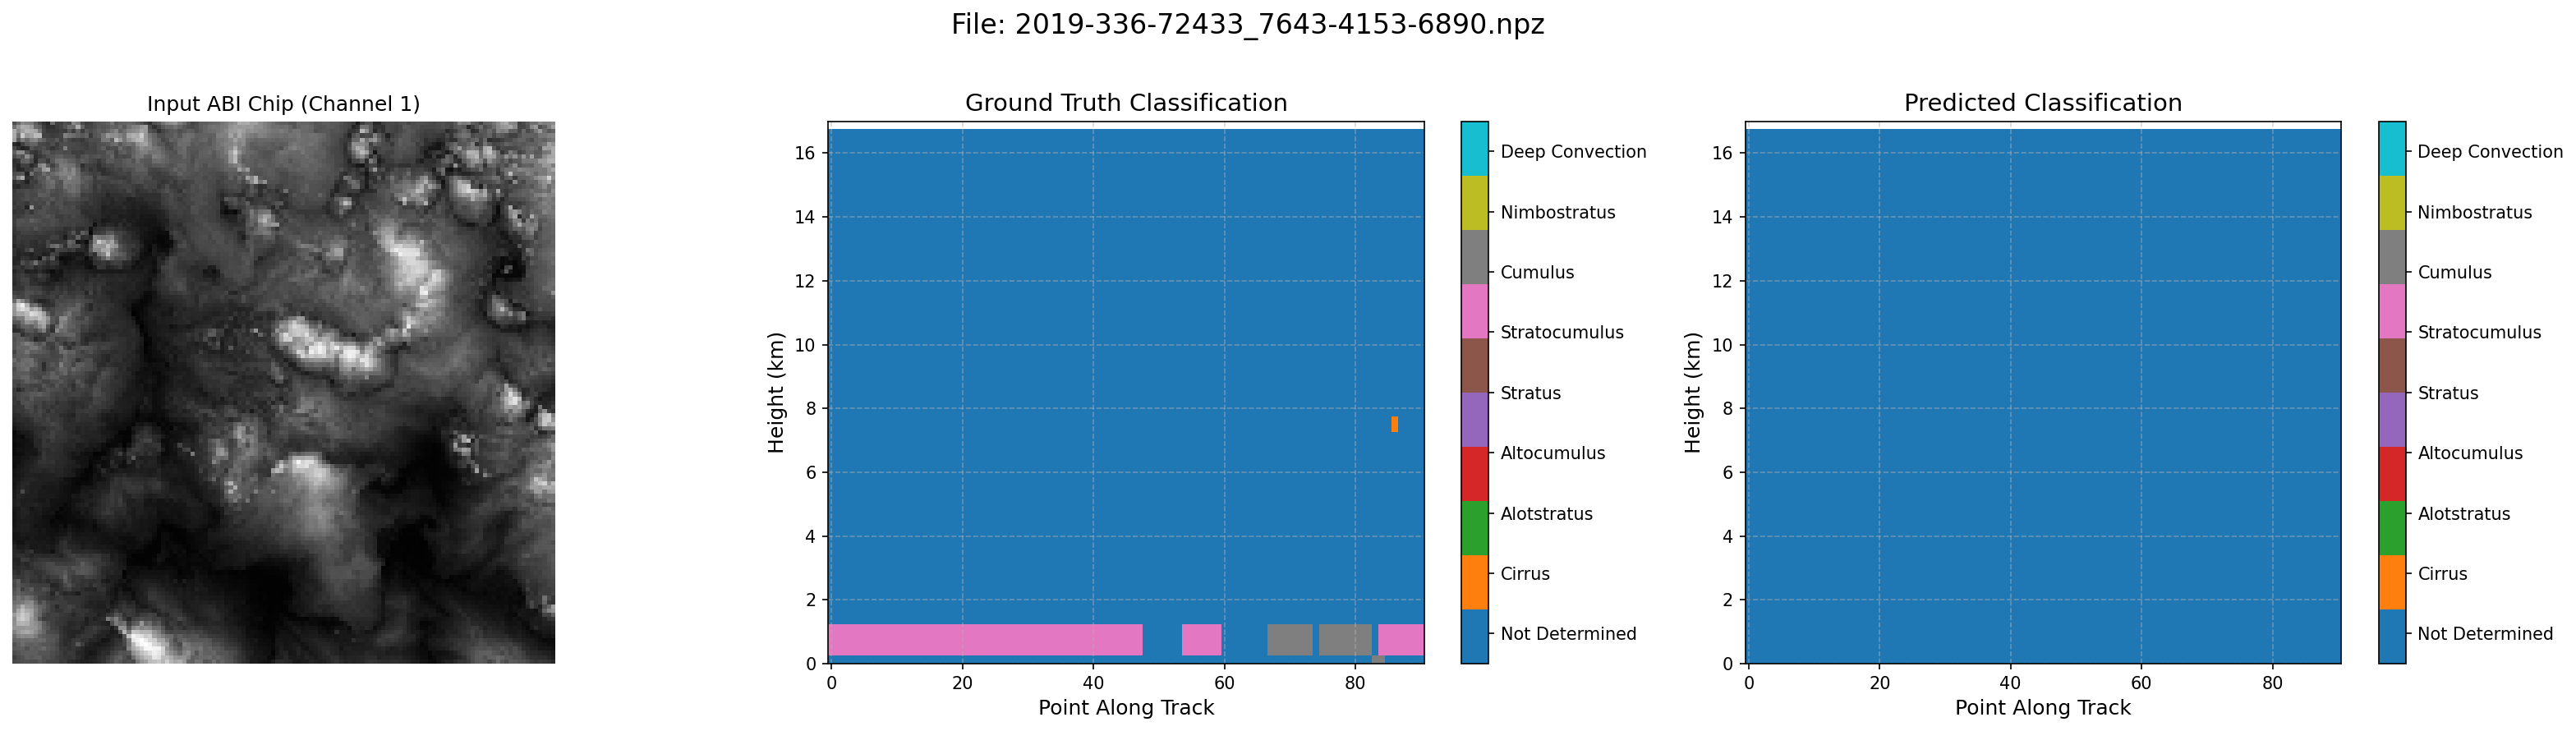 File: 2019-336-72433_7643-4153-6890.npz
Input ABI Chip (Channel 1)
Ground Truth Classification
Height (km)
16
14
12
10
8
6
4
2
0
0 20 40 60 80
Point Along Track
Deep Convection
Nimbostratus
Cumulus
Stratocumulus
Stratus
Altocumulus
Alotstratus
Cirrus
Not Determined
Predicted Classification
Height (km)
16
14
12
10
8
6
4
2
0
0 20 40 60 80
Point Along Track
Deep Convection
Nimbostratus
Cumulus
Stratocumulus
Stratus
Altocumulus
Alotstratus
Cirrus
Not Determined